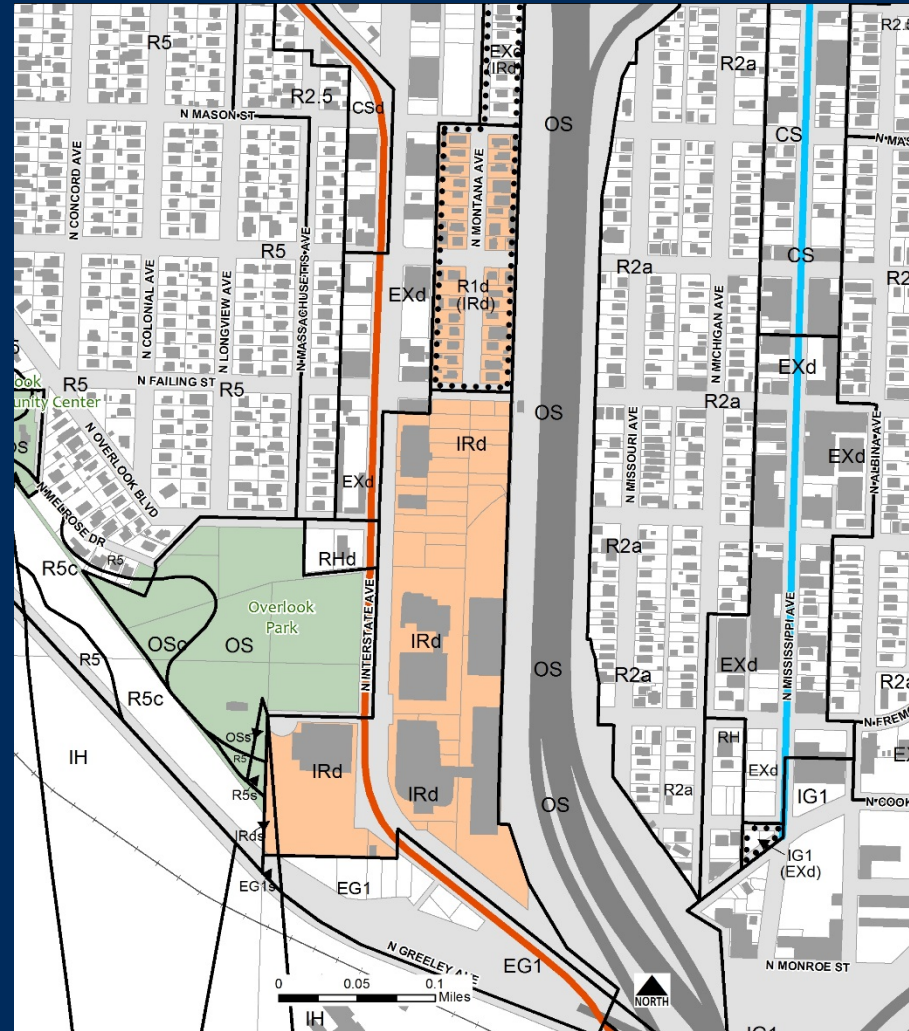 R5
EXd
(IRd)
R2a
R2.5
OS
CSd
CS
N MASON ST
N CONCORD AVE
N MONTANA AVE
R5
R2a
CS
N COLONIAL AVE
N LONGVIEW AVE
N MASSACHUSETTS AVE
EXd
R1d
(IRd)
N MICHIGAN AVE
N FAILING ST
R5
R5
EXd
Overlook
Park
unity Center
OS
R2a
N OVERLOOK BLVD
N MELROSE DR
IRd
N MISSOURI AVE
EXd
N ALBINA AVE
EXd
R5c
R5
RHd
R2a
OSc
OS
N INTERSTATE AVE
IRd
OS
R2a
EXd
N MISSISSIPPI AVE
R5
R5c
OSs
R5
R5s
IRd
IRd
OS
RH
EXd
IG1
R2a
IH
IRds
EG1s
EG1
IG1
(EXd)
N GREELEY AVE
EG1
N MONROE ST
0 0.05 0.1
Miles
NORTH
IH